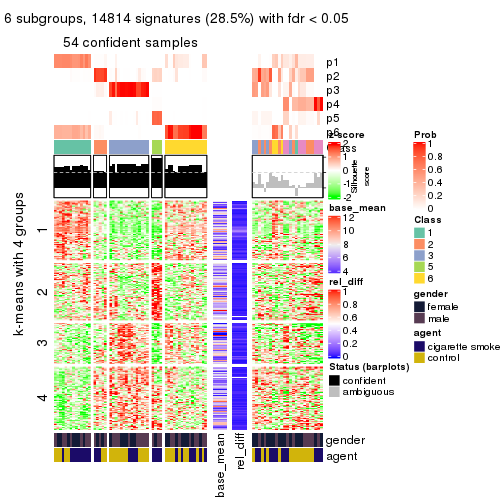 6 subgroups, 14814 signatures (28.5%) with fdr < 0.05
54 confident samples
p1
p2
p3
p4
p5
p6
Class
k-means with 4 groups
1
2
3
4
Silhouette
score
z-score
2
1
0
-1
-2
base_mean
12
10
8
6
4
rel_diff
1
0.8
0.6
0.4
0.2
0
Status (barplots)
confident
ambiguous
Prob
1
0.8
0.6
0.4
0.2
0
Class
1
2
3
5
6
gender
female
male
agent
cigarette smoke
control
gender
agent
base_mean
rel_diff